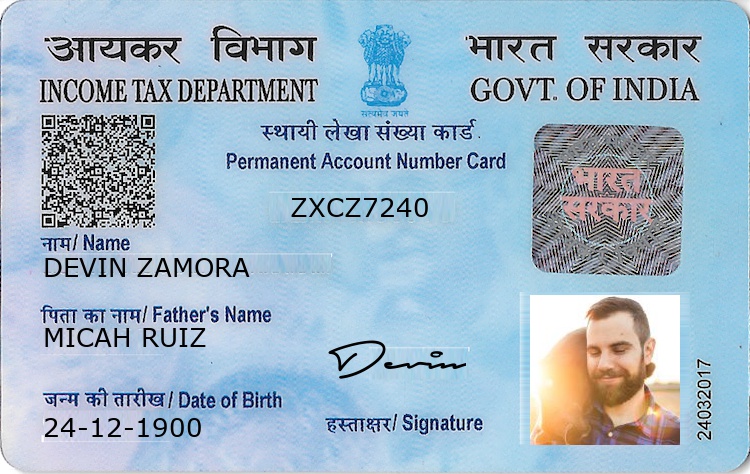 आयकर विभाग
INCOME TAX DEPARTMENT
सत्यमेव जयते
भारत सरकार
GOVT. OF INDIA
स्थायी लेखा संख्या कार्ड
Permanent Account Number Card
ZXCZ7240
भारत
सरकार
नाम/ Name
DEVIN ZAMORA
पिता का नाम/ Father's Name
MICAH RUIZ
Devin
जन्म की तारीख/ Date of Birth
24-12-1900
हस्ताक्षर/ Signature
24032017